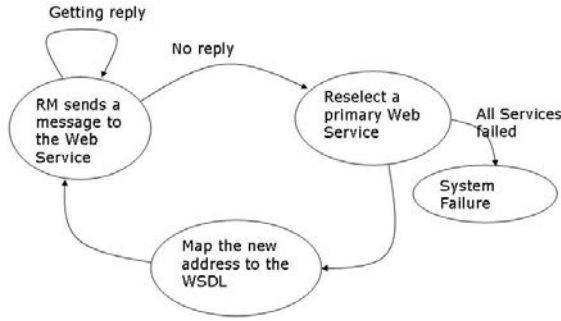 Getting reply
No reply
RM sends a
message to
the Web
Service
Reselect a
primary Web
Service
All Services
failed
System
Failure
Map the new
address to the
WSDL